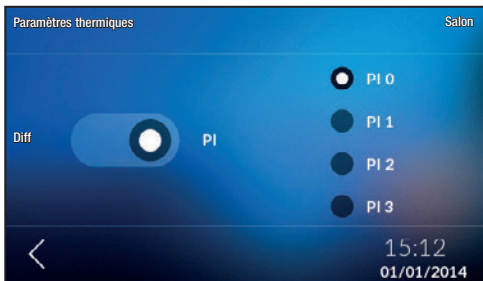 Paramètres thermiques Salon
PI 0
PI 1
Diff PI
PI 2
PI 3
15:12
01/01/2014